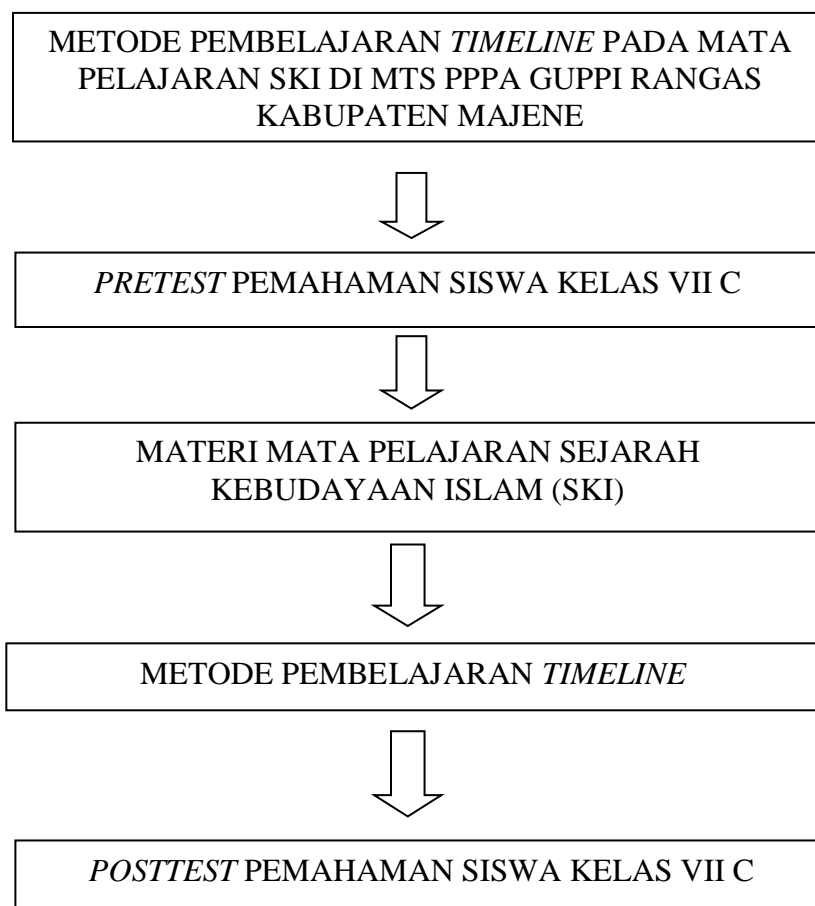 METODE PEMBELAJARAN TIMELINE PADA MATA
PELAJARAN SKI DI MTS PPPA GUPPI RANGAS
KABUPATEN MAJENE
PRETEST PEMAHAMAN SISWA KELAS VII C
MATERI MATA PELAJARAN SEJARAH
KEBUDAYAAN ISLAM (SKI)
METODE PEMBELAJARAN TIMELINE
POSTTEST PEMAHAMAN SISWA KELAS VII C